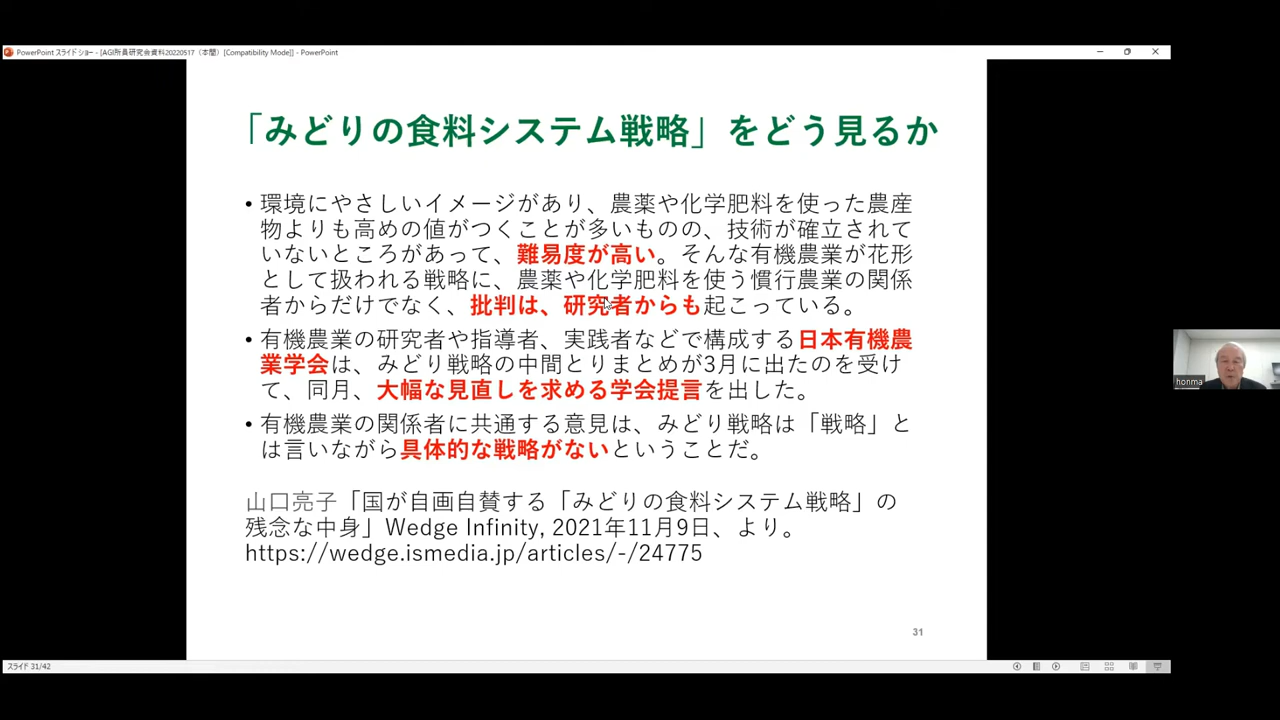 PowerPoint スライド ショー - [AGI所員研究会資料20220517（本間）[Compatibility Mode]] - PowerPoint
「みどりの食料システム戦略」をどう見るか
• 環境にやさしいイメージがあり、農薬や化学肥料を使った農産
物よりも高めの値がつくことが多いものの、技術が確立されて
いないところがあって、難易度が高い。そんな有機農業が花形
として扱われる戦略に、農薬や化学肥料を使う慣行農業の関係
者からだけでなく、批判は、研究者からも起こっている。
• 有機農業の研究者や指導者、実践者などで構成する日本有機農
業学会は、みどり戦略の中間とりまとめが3月に出たのを受け
て、同月、大幅な見直しを求める学会提言を出した。
• 有機農業の関係者に共通する意見は、みどり戦略は「戦略」と
は言いながら具体的な戦略がないということだ。
山口亮子「国が自画自賛する「みどりの食料システム戦略」の
残念な中身」Wedge Infinity, 2021年11月9日、より。
https://wedge.ismedia.jp/articles/-/24775
31
スライド 31/42
honma